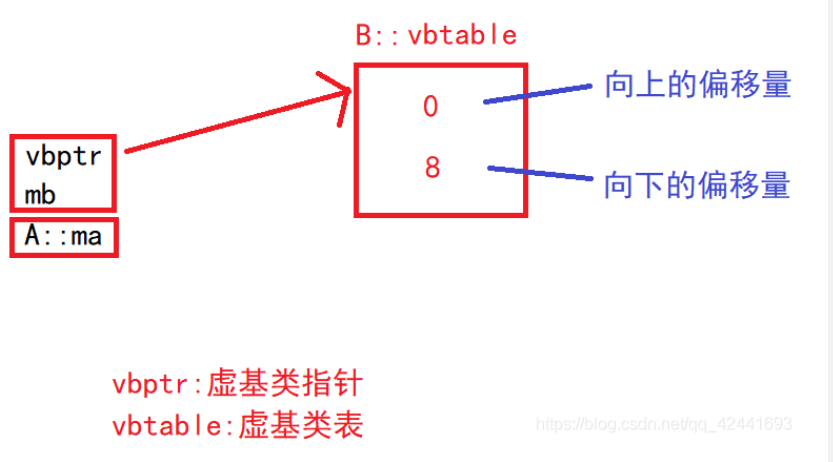 B:: vbtable
0
向上的偏移量
8
向下的偏移量
vbptr
mb
A::ma
vbptr:虚基类指针
vbtable:虚基类表
https://blog.csdn.net/qq_42441693